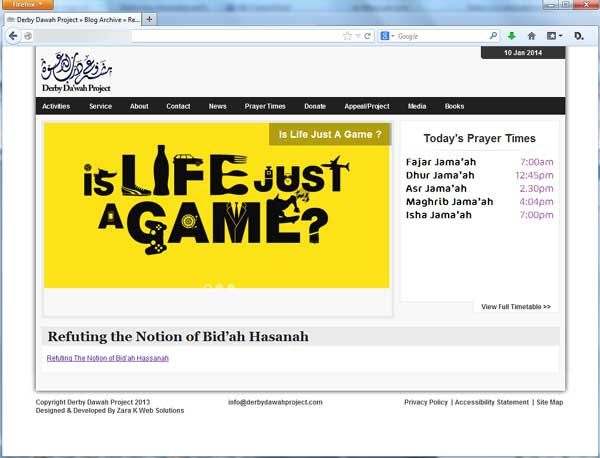 Firefox
Derby Dawah Project » Blog Archive » Re...
Google
D.
10 Jan 2014
Derby Da'wah Project
Activities Service About Contact News Prayer Times Donate Appeal/Project Media Books
Is Life Just A Game ?
IS LIFE JUST
A GAME?
Today's Prayer Times
Fajar Jama'ah 7:00am
Dhur Jama'ah 12:45pm
Asr Jama'ah 2.30pm
Maghrib Jama'ah 4:04pm
Isha Jama'ah 7:00pm
View Full Timetable >>
Refuting the Notion of Bid'ah Hasanah
Refuting The Notion of Bid'ah Hassanah
Copyright Derby Dawah Project 2013 info@derbydawahproject.com Privacy Policy | Accessibility Statement | Site Map
Designed & Developed By Zara K Web Solutions